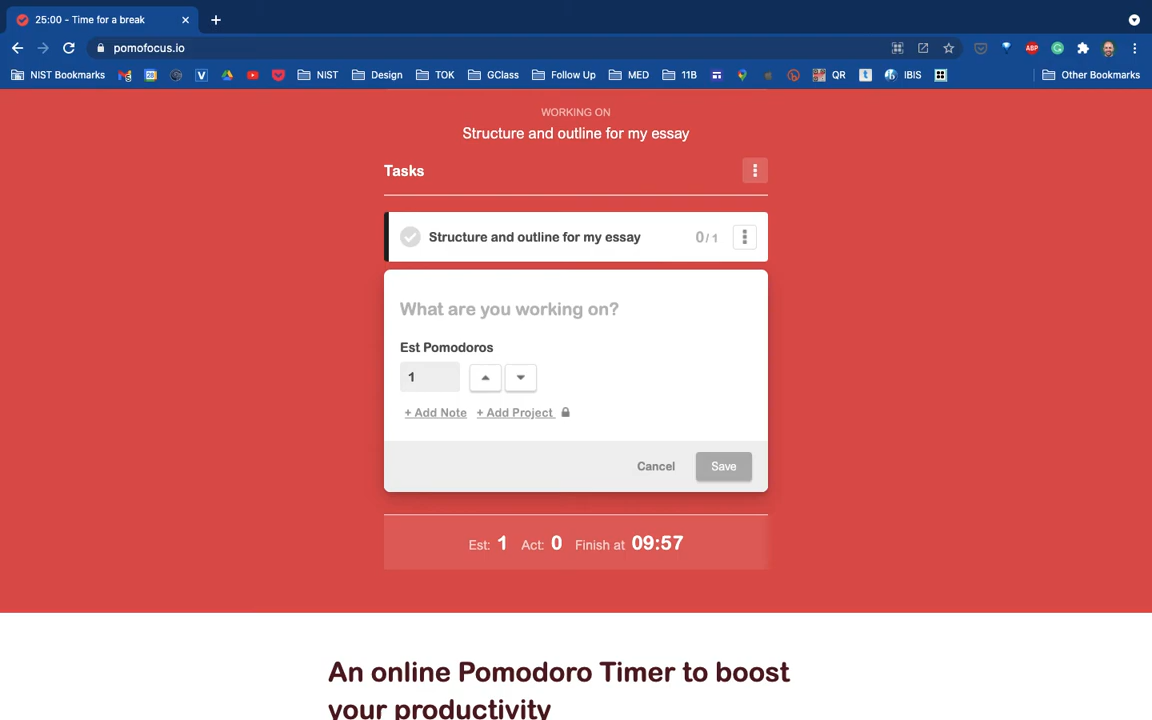 25:00 - Time for a break
pomofocus.io
ABP
NIST Bookmarks
NIST
Design
TOK
GClass
Follow Up
MED
11B
QR
IBIS
Other Bookmarks
WORKING ON
Structure and outline for my essay
Tasks
Structure and outline for my essay 0/1
What are you working on?
Est Pomodoros
1
+ Add Note + Add Project
Cancel Save
Est: 1 Act: 0 Finish at 09:57
An online Pomodoro Timer to boost
your productivity